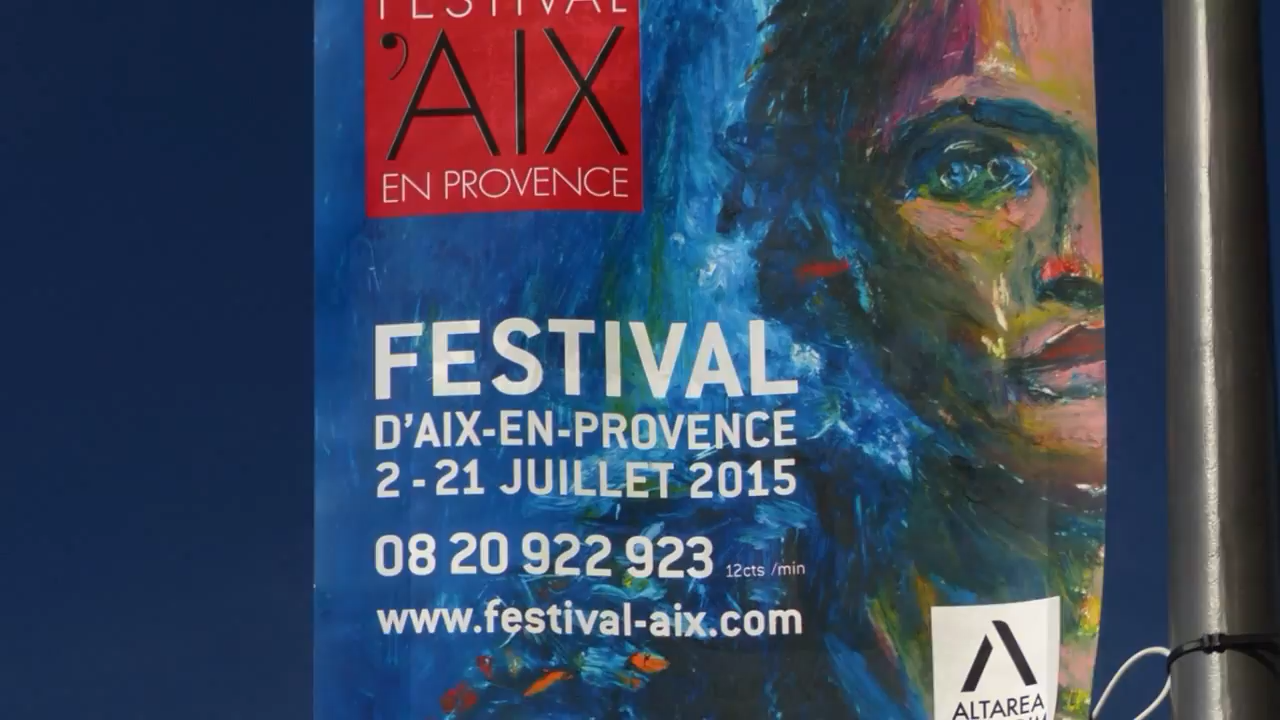 FESTIVAL
'AIX
EN PROVENCE
FESTIVAL
D'AIX-EN-PROVENCE
2 - 21 JUILLET 2015
08 20 922 923 12cts /min
www.festival-aix.com
ALTAREA